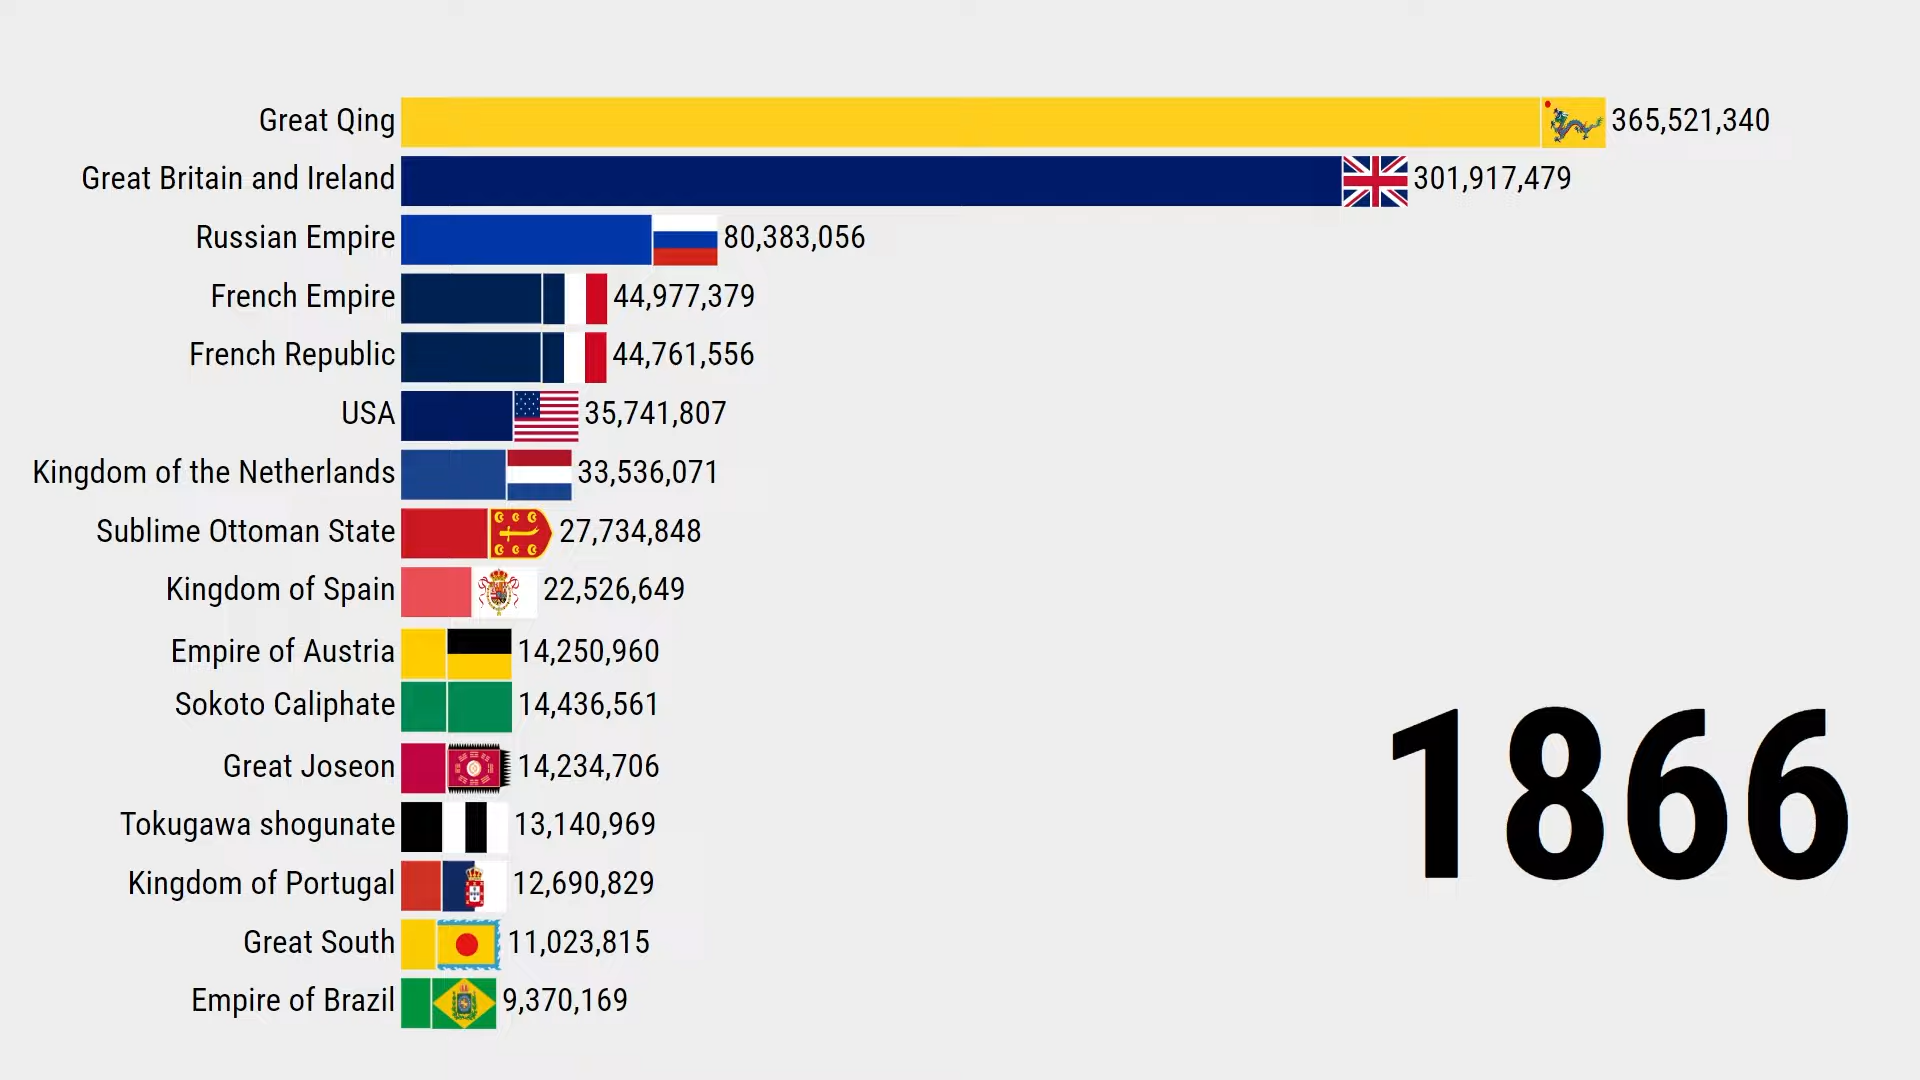 Great Qing 365,521,340
Great Britain and Ireland 301,917,479
Russian Empire 80,383,056
French Empire 44,977,379
French Republic 44,761,556
USA 35,741,807
Kingdom of the Netherlands 33,536,071
Sublime Ottoman State 27,734,848
Kingdom of Spain 22,526,649
Empire of Austria 14,250,960
Sokoto Caliphate 14,436,561
Great Joseon 14,234,706
Tokugawa shogunate 13,140,969
Kingdom of Portugal 12,690,829
Great South 11,023,815
Empire of Brazil 9,370,169
1866